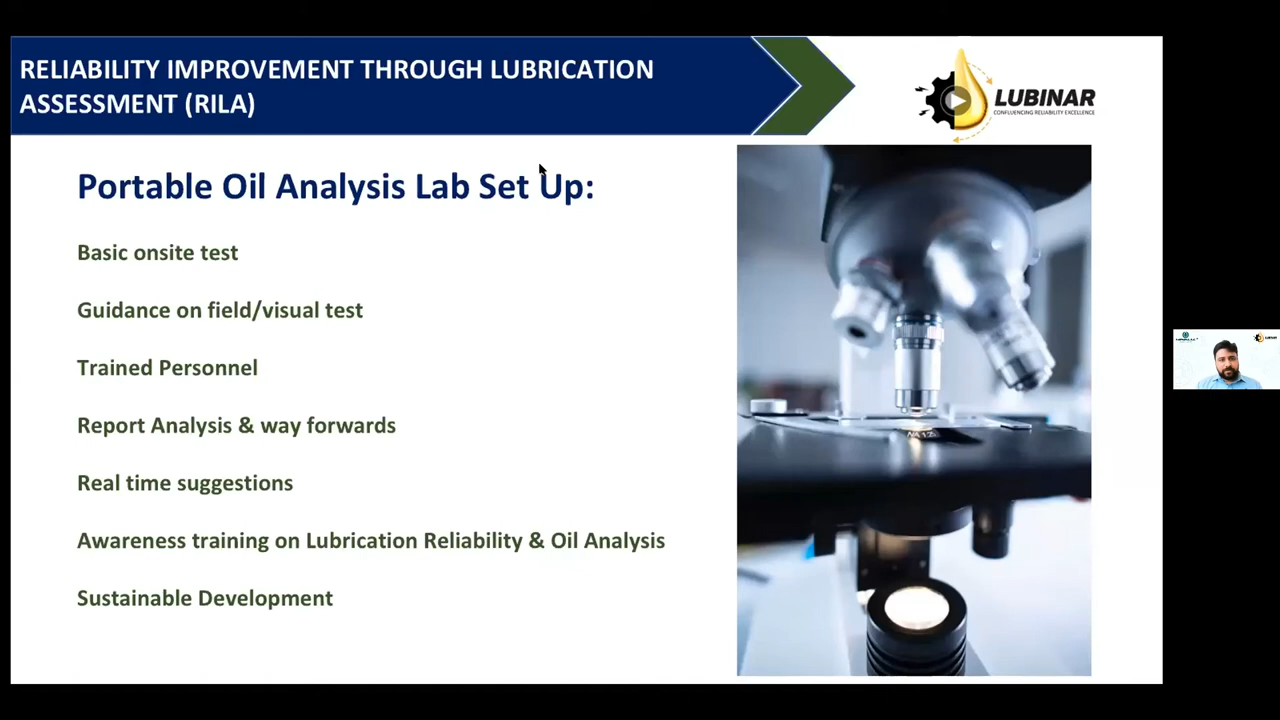 RELIABILITY IMPROVEMENT THROUGH LUBRICATION
ASSESSMENT (RILA)
LUBINAR
CONFLUENCING RELIABILITY EXCELLENCE
Portable Oil Analysis Lab Set Up:
Basic onsite test
Guidance on field/visual test
Trained Personnel
Report Analysis & way forwards
Real time suggestions
Awareness training on Lubrication Reliability & Oil Analysis
Sustainable Development